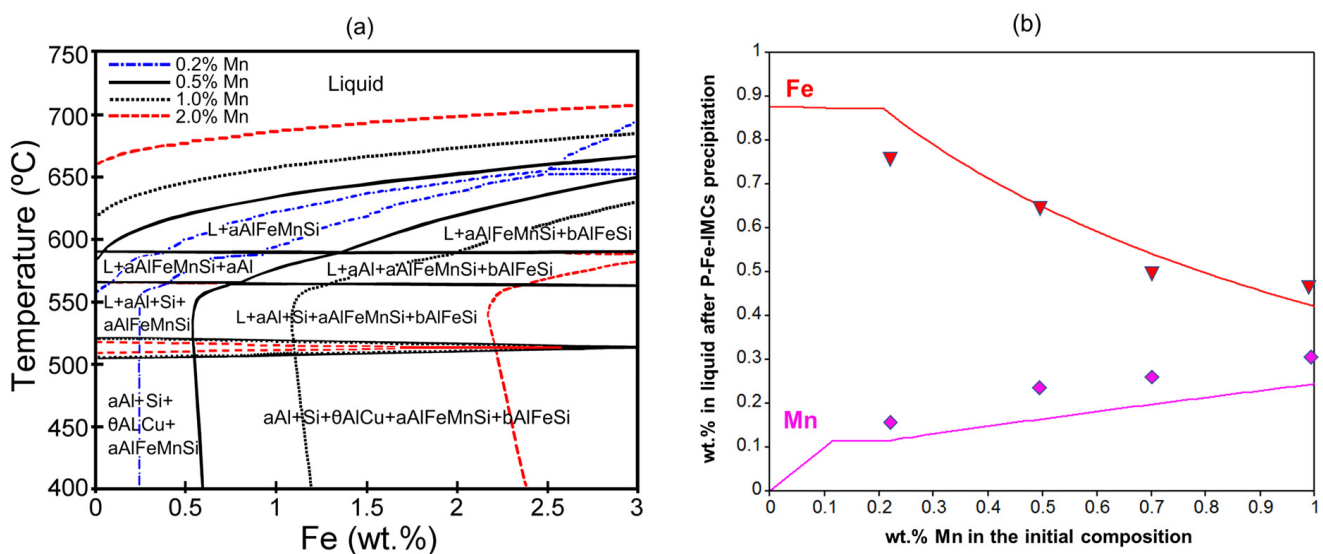 (a)
0.2% Mn
0.5% Mn
1.0% Mn
2.0% Mn
Liquid
L+aAlFeMnSi
L+aAlFeMnSi+bAlFeSi
L+aAlFeMnSi+aAl
L+aAl+aAlFeMnSi+bAlFeSi
L+aAl+Si+
aAlFeMnSi
L+aAl+Si+aAlFeMnSi+bAlFeSi
aAl+Si+
θALCu+
aAlFeMnSi
aAl+Si+θAlCu+aAlFeMnSi+bAlFeSi
Temperature (ºC)
750
700
650
600
550
500
450
400
0 0.5 1 1.5 2 2.5 3
Fe (wt.%)
(b)
wt.% in liquid after P-Fe-IMCs precipitation
1
0.9
0.8
0.7
0.6
0.5
0.4
0.3
0.2
0.1
0
Fe
Mn
0 0.1 0.2 0.3 0.4 0.5 0.6 0.7 0.8 0.9 1
wt.% Mn in the initial composition